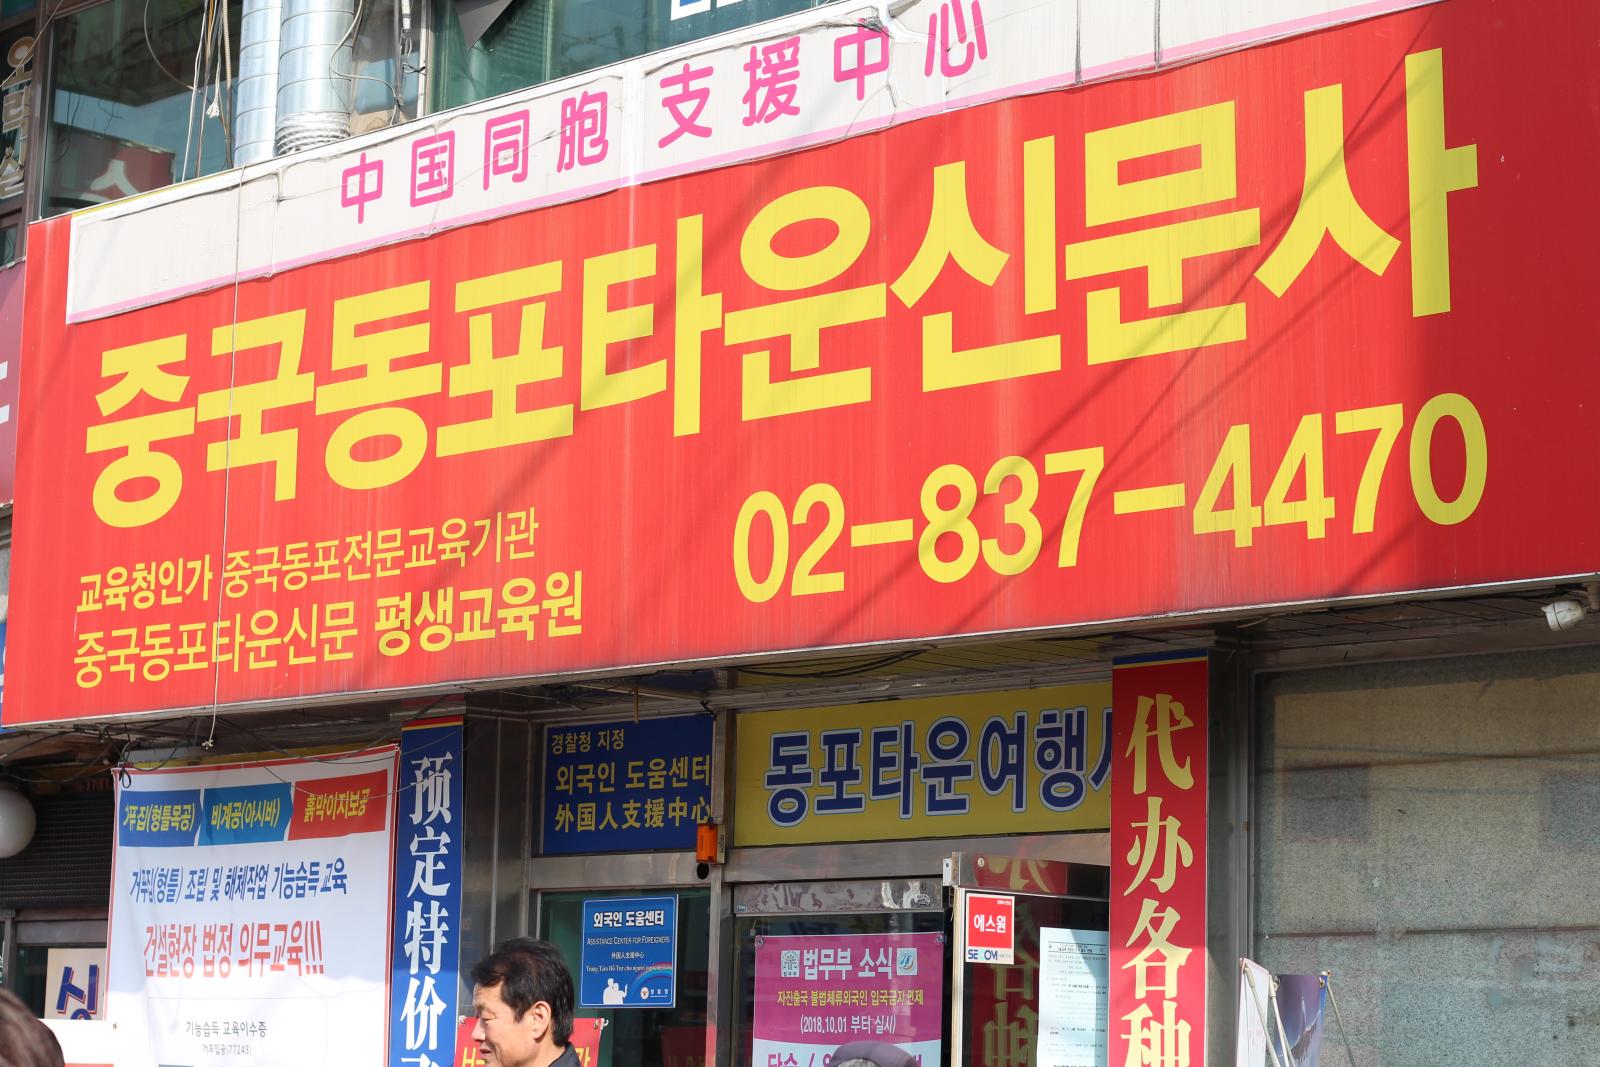 中国同胞 支援中心
중국동포타운신문사
02-837-4470
교육청인가 중국동포전문교육기관
중국동포타운신문 평생교육원
경찰청 지정
외국인 도움센터
外国人支援中心
동포타운여행
代办各种
预定特价
거푸집(형틀목공)
비계공(아시바)
흙막이지보공
거푸집(형틀) 조립 및 해체작업 기능습득 교육
건설현장 법정 의무교육!!!
기능습득 교육이수증
거푸집공(77243)
외국인 도움센터
ASSISTANCE CENTER FOR FOREIGNERS
外国人支援中心
법무부 소식
자진출국 불법체류외국인 입국금지 면제
(2018.10.01 부터 실시)
에스원
SECOM